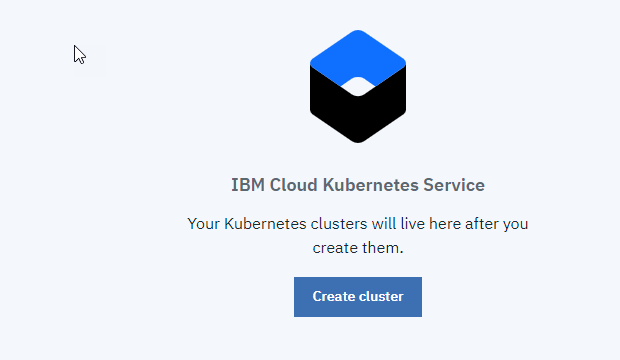 IBM Cloud Kubernetes Service
Your Kubernetes clusters will live here after you
create them.
Create cluster